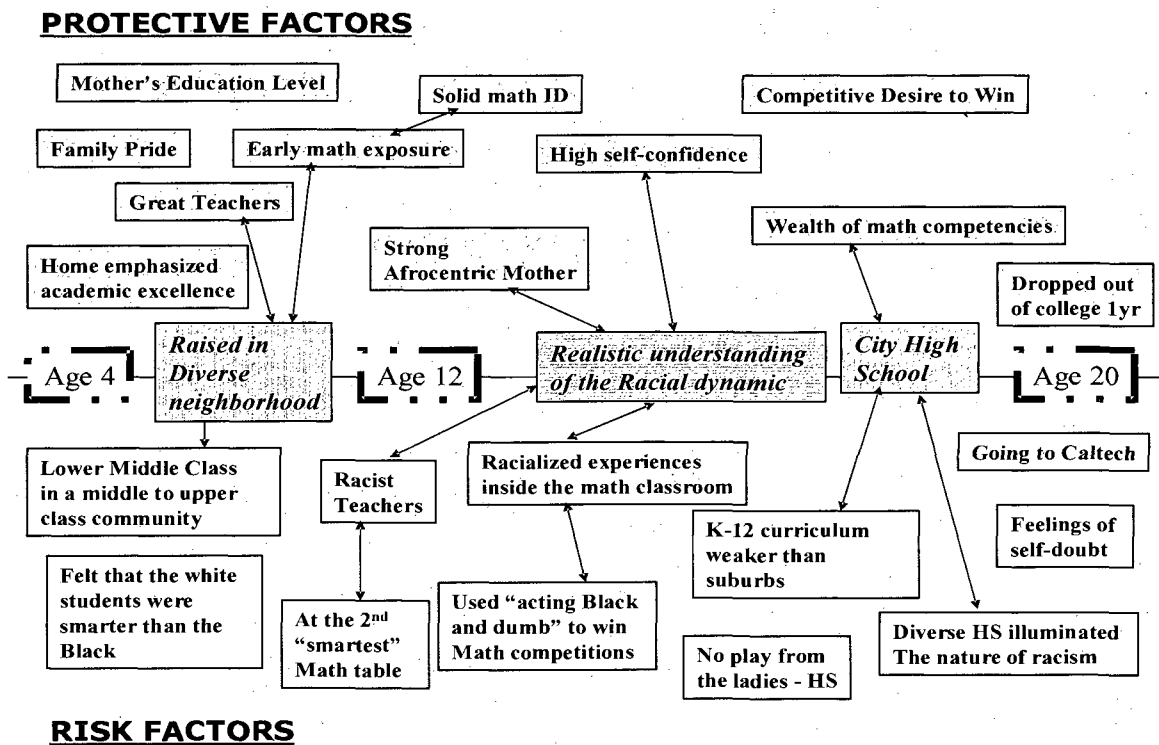 PROTECTIVE FACTORS
Mother's Education Level
Solid math ID
Competitive Desire to Win
Family Pride
Early math exposure
High self-confidence
Great Teachers
Wealth of math competencies
Home emphasized
academic excellence
Strong
Afrocentric Mother
Dropped out
of college 1yr
Age 4
Raised in
Diverse
neighborhood
Age 12
Realistic understanding
of the Racial dynamic
City High
School
Age 20
Lower Middle Class
in a middle to upper
class community
Racist
Teachers
Racialized experiences
inside the math classroom
Going to Caltech
K-12 curriculum
weaker than
suburbs
Feelings of
self-doubt
Felt that the white
students were
smarter than the
Black
At the 2nd
"smartest"
Math table
Used "acting Black
and dumb" to win
Math competitions
No play from
the ladies - HS
Diverse HS illuminated
The nature of racism
RISK FACTORS